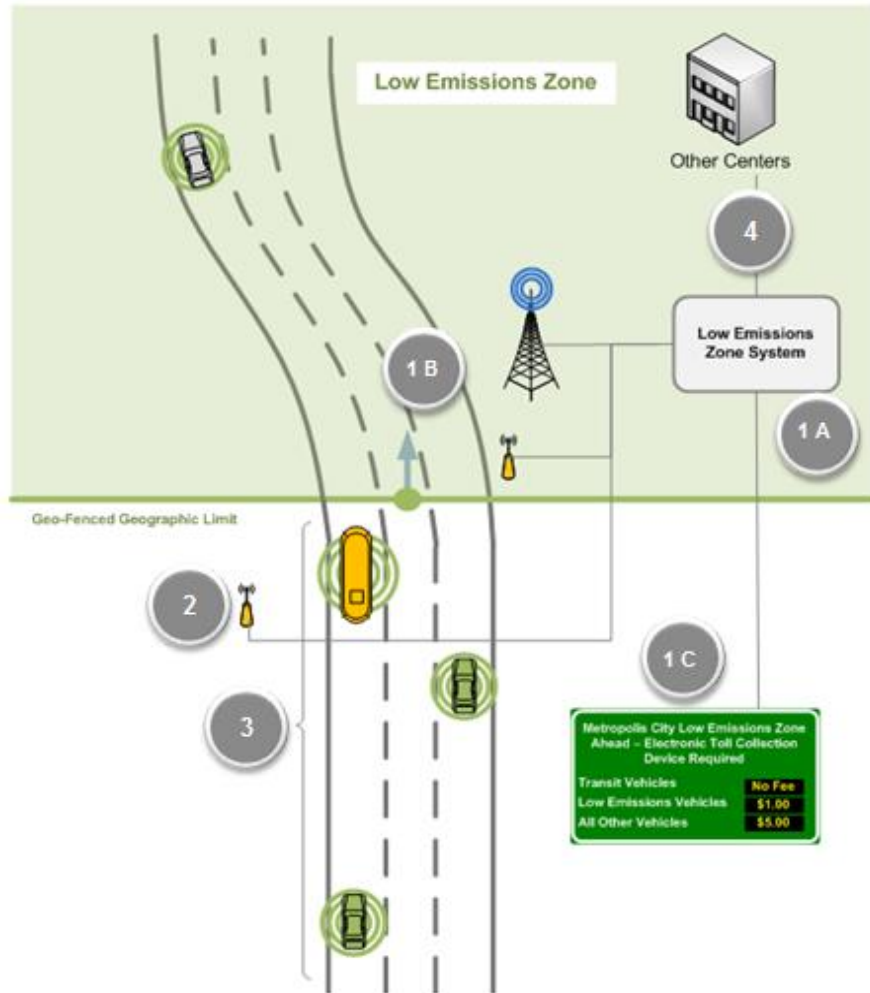 Low Emissions Zone
Other Centers
4
Low Emissions
Zone System
1 B
1 A
Geo-Fenced Geographic Limit
2
1 C
3
Metropolis City Low Emissions Zone
Ahead – Electronic Toll Collection
Device Required
Transit Vehicles No Fee
Low Emissions Vehicles $1.00
All Other Vehicles $5.00